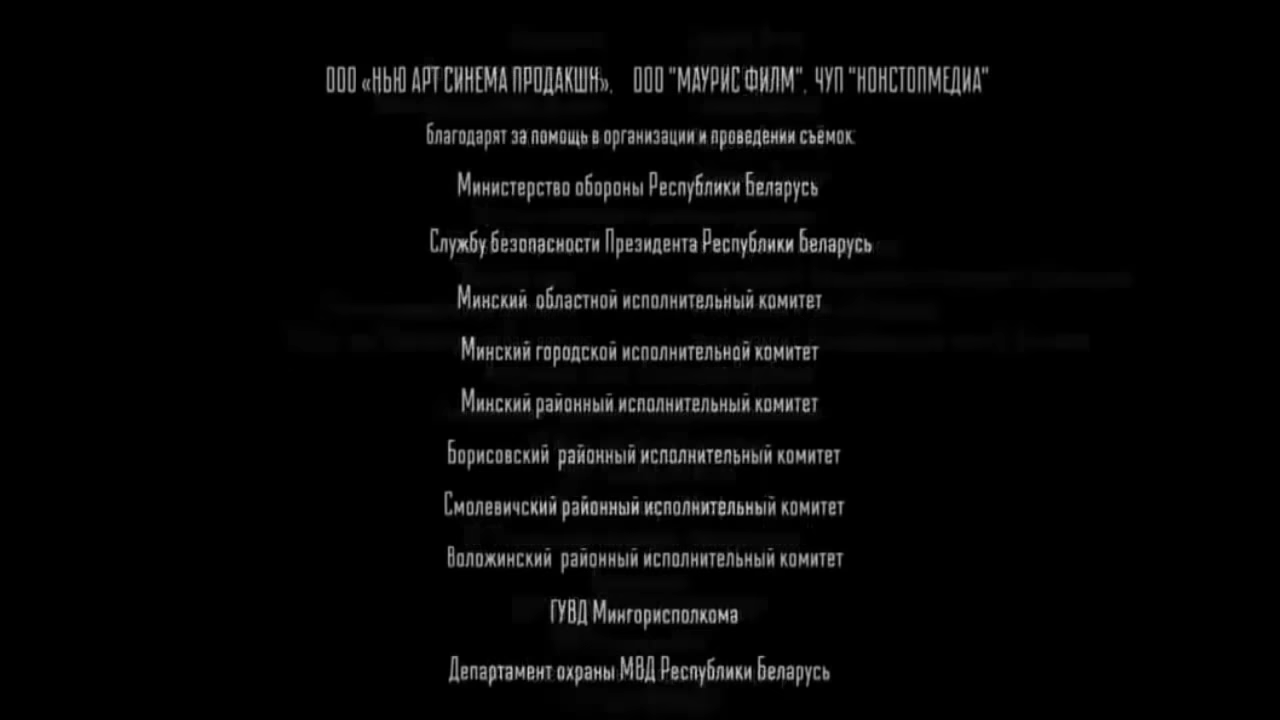 ООО «НЬЮ АРТ СИНЕМА ПРОДАКШН», ООО "МАУРИС ФИЛМ", ЧУП "НОНСТОПМЕДИА"
благодарят за помощь в организации и проведении съёмок:
Министерство обороны Республики Беларусь
Службу безопасности Президента Республики Беларусь
Минский областной исполнительный комитет
Минский городской исполнительной комитет
Минский районный исполнительный комитет
Борисовский районный исполнительный комитет
Смолевичский районный исполнительный комитет
Воложинский районный исполнительный комитет
ГУВД Мингорисполкома
Департамент охраны МВД Республики Беларусь